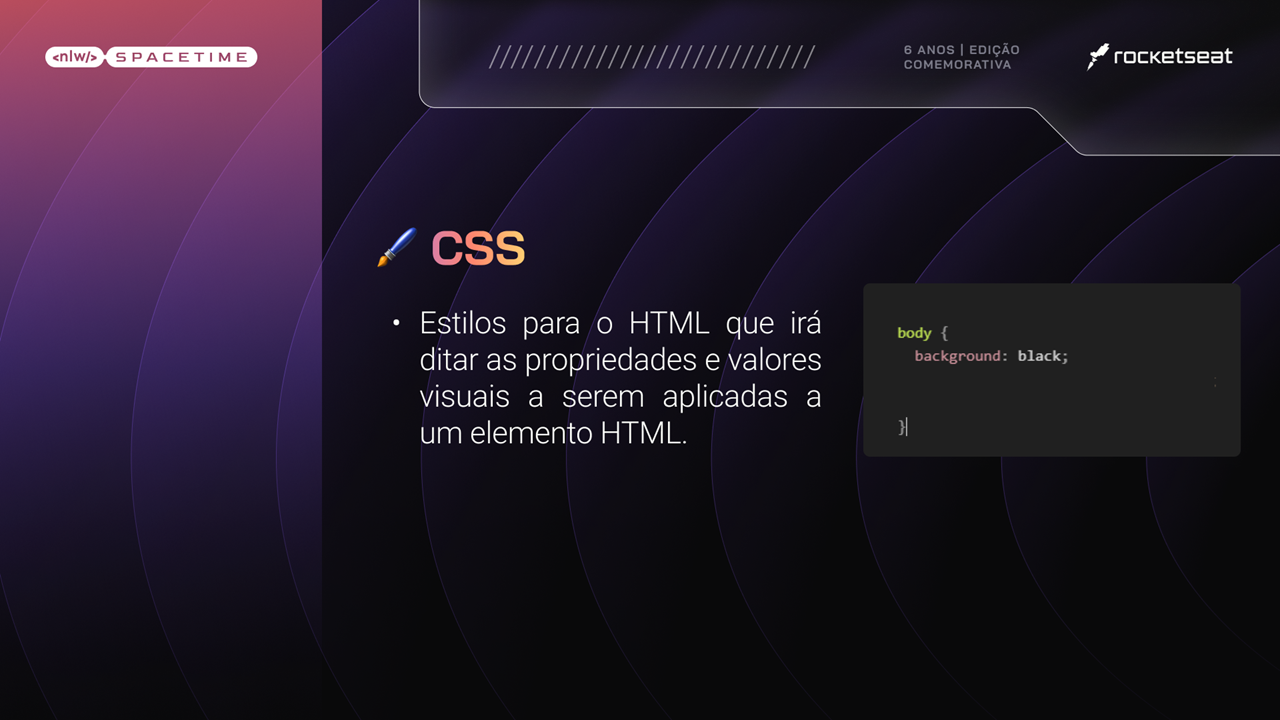 <nlw/> SPACETIME
////////////////////////////
6 ANOS | EDIÇÃO
COMEMORATIVA
rocketseat
CSS
• Estilos para o HTML que irá
ditar as propriedades e valores
visuais a serem aplicadas a
um elemento HTML.
body {
background: black;
}